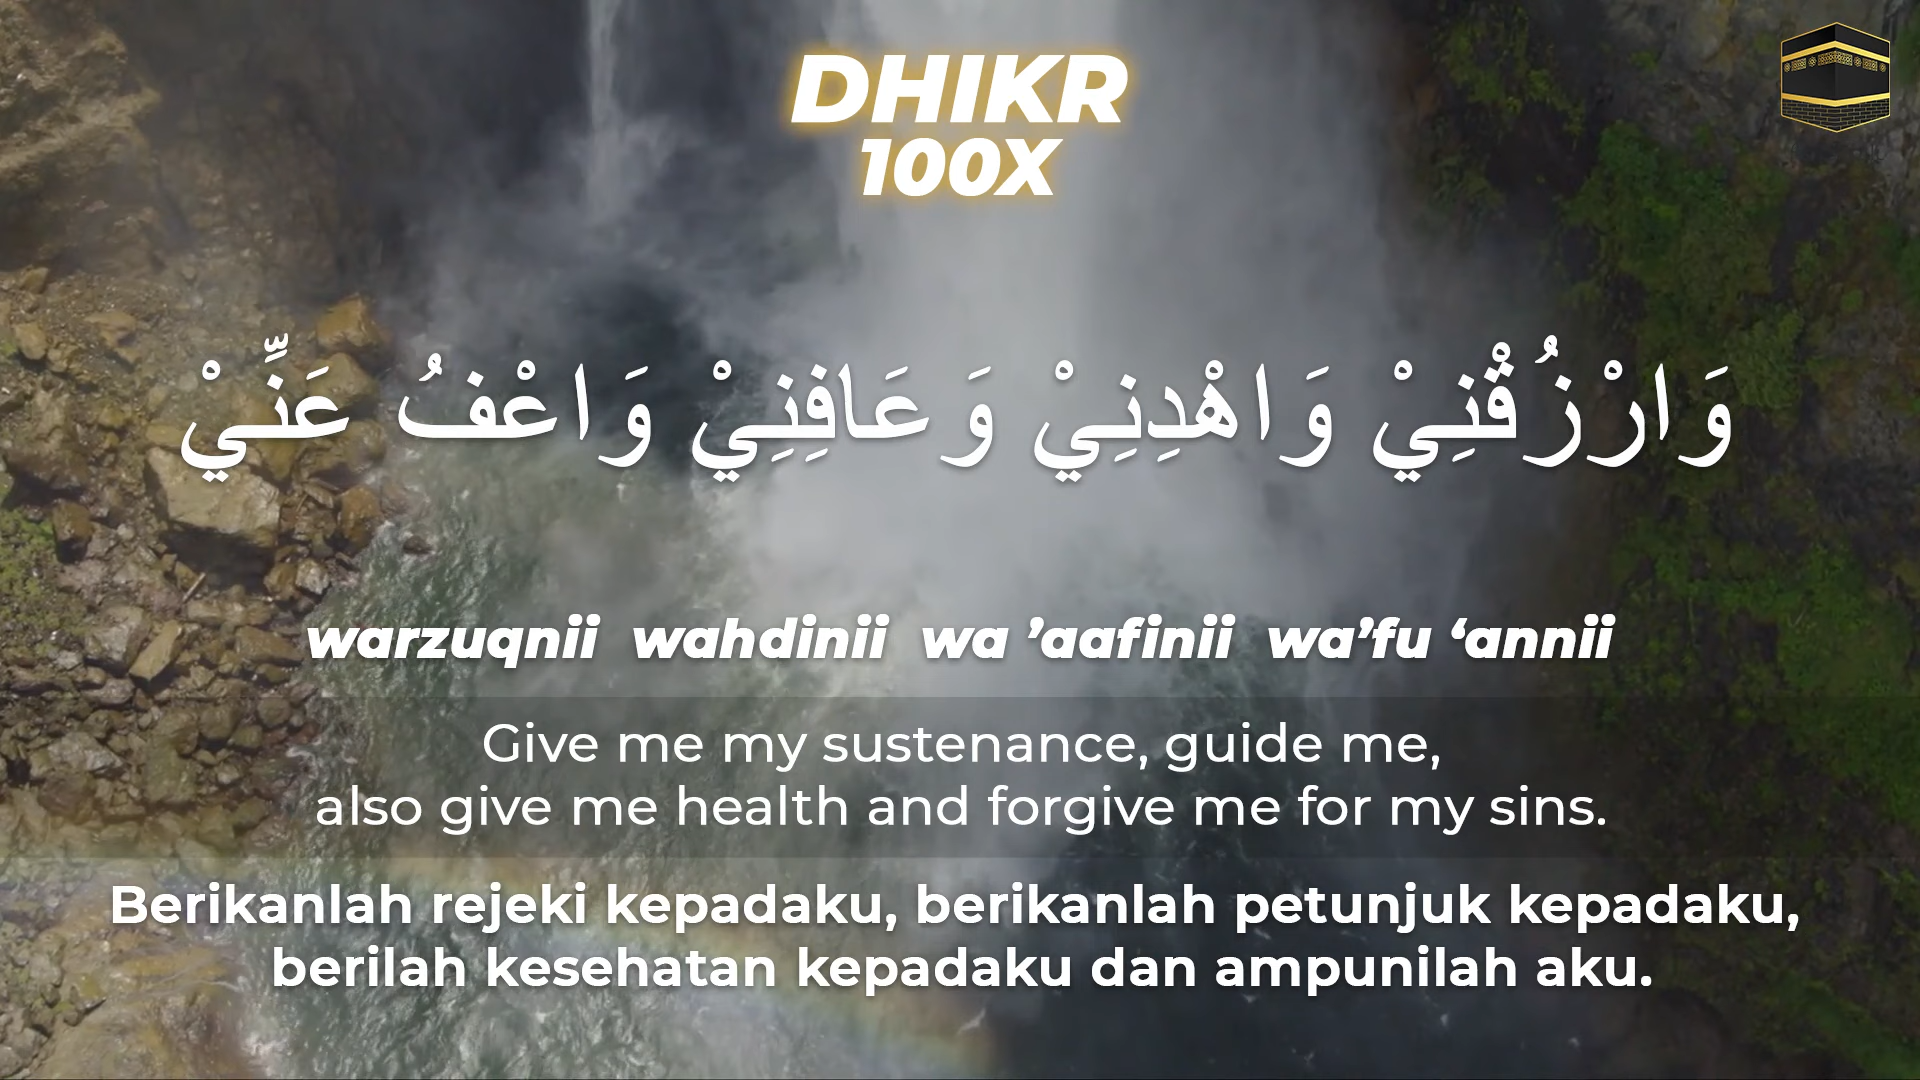 DHIKR
100X
وَارْزُقْنِيْ وَاهْدِنِيْ وَعَافِنِيْ وَاعْفُ عَنِّيْ
warzuqnii wahdinii wa ’aafinii wa’fu ‘annii
Give me my sustenance, guide me,
also give me health and forgive me for my sins.
Berikanlah rejeki kepadaku, berikanlah petunjuk kepadaku,
berilah kesehatan kepadaku dan ampunilah aku.